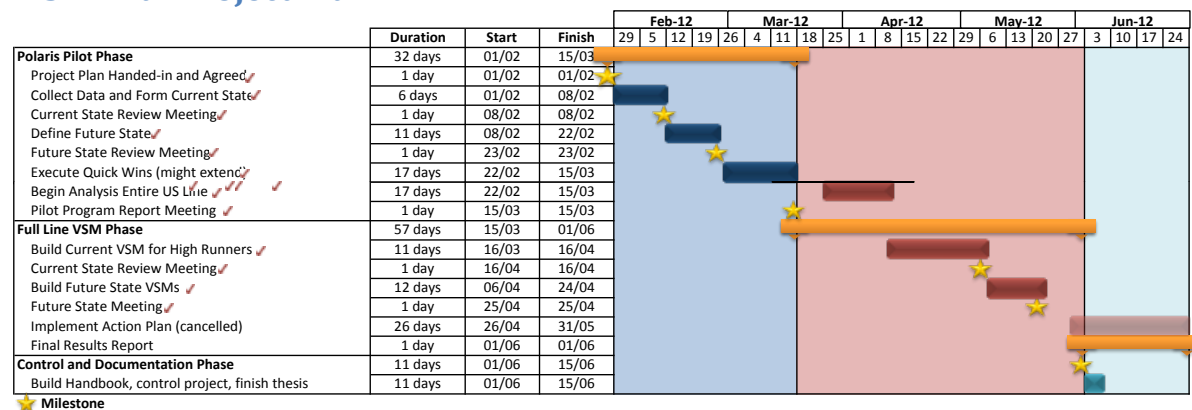 Feb-12 Mar-12 Apr-12 May-12 Jun-12
Duration Start Finish 29 5 12 19 26 4 11 18 25 1 8 15 22 29 6 13 20 27 3 10 17 24
Polaris Pilot Phase 32 days 01/02 15/03
Project Plan Handed-in and Agreed 1 day 01/02 01/02
Collect Data and Form Current State 6 days 01/02 08/02
Current State Review Meeting 1 day 08/02 08/02
Define Future State 11 days 08/02 22/02
Future State Review Meeting 1 day 23/02 23/02
Execute Quick Wins (might extend) 17 days 22/02 15/03
Begin Analysis Entire US Line 17 days 22/02 15/03
Pilot Program Report Meeting 1 day 15/03 15/03
Full Line VSM Phase 57 days 15/03 01/06
Build Current VSM for High Runners 11 days 16/03 16/04
Current State Review Meeting 1 day 16/04 16/04
Build Future State VSMs 12 days 06/04 24/04
Future State Meeting 1 day 25/04 25/04
Implement Action Plan (cancelled) 26 days 26/04 31/05
Final Results Report 1 day 01/06 01/06
Control and Documentation Phase 11 days 01/06 15/06
Build Handbook, control project, finish thesis 11 days 01/06 15/06
Milestone